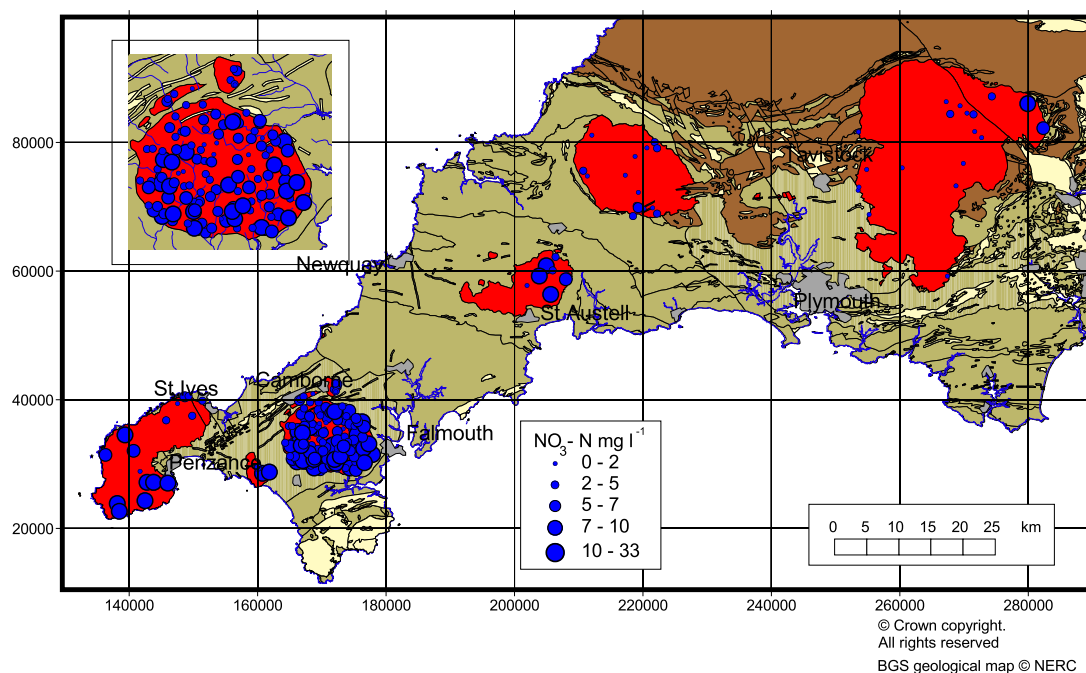 80000
60000
40000
20000
Tavistock
Newquay
Plymouth
St Austell
Camborne
St Ives
Falmouth
Penzance
NO3- N mg l-1
0 - 2
2 - 5
5 - 7
7 - 10
10 - 33
0 5 10 15 20 25 km
140000 160000 180000 200000 220000 240000 260000 280000
© Crown copyright.
All rights reserved
BGS geological map © NERC